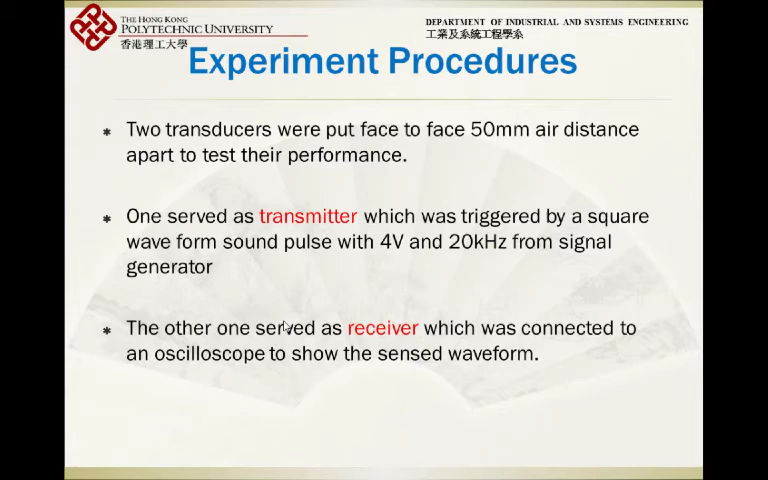 THE HONG KONG
POLYTECHNIC UNIVERSITY
香港理工大學
DEPARTMENT OF INDUSTRIAL AND SYSTEMS ENGINEERING
工業及系統工程學系
Experiment Procedures
Two transducers were put face to face 50mm air distance
apart to test their performance.
One served as transmitter which was triggered by a square
wave form sound pulse with 4V and 20kHz from signal
generator
The other one served as receiver which was connected to
an oscilloscope to show the sensed waveform.